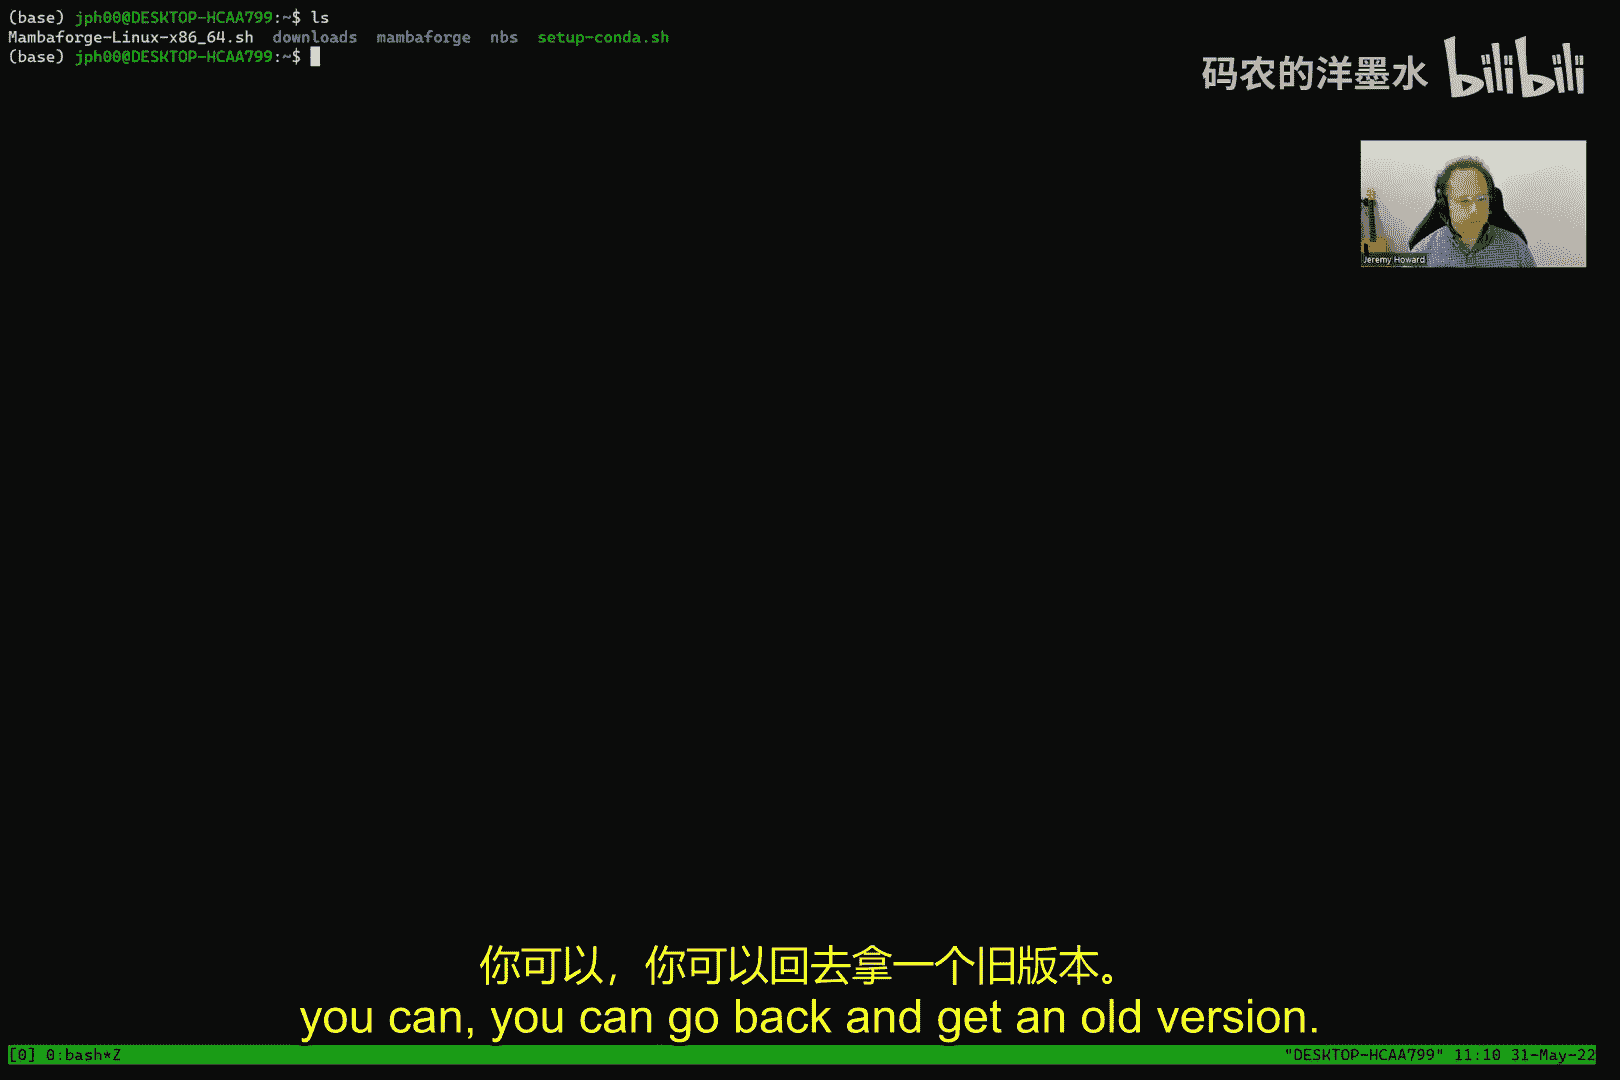 (base) jph00@DESKTOP-HCAA799:~$ ls
Mambaforge-Linux-x86_64.sh downloads mambaforge nbs setup-conda.sh
(base) jph00@DESKTOP-HCAA799:~$
码农的洋墨水 bilibili
Jeremy Howard
你可以，你可以回去拿一个旧版本。
you can, you can go back and get an old version.
[0] 0:bash*Z "DESKTOP-HCAA799" 11:10 31-May-22